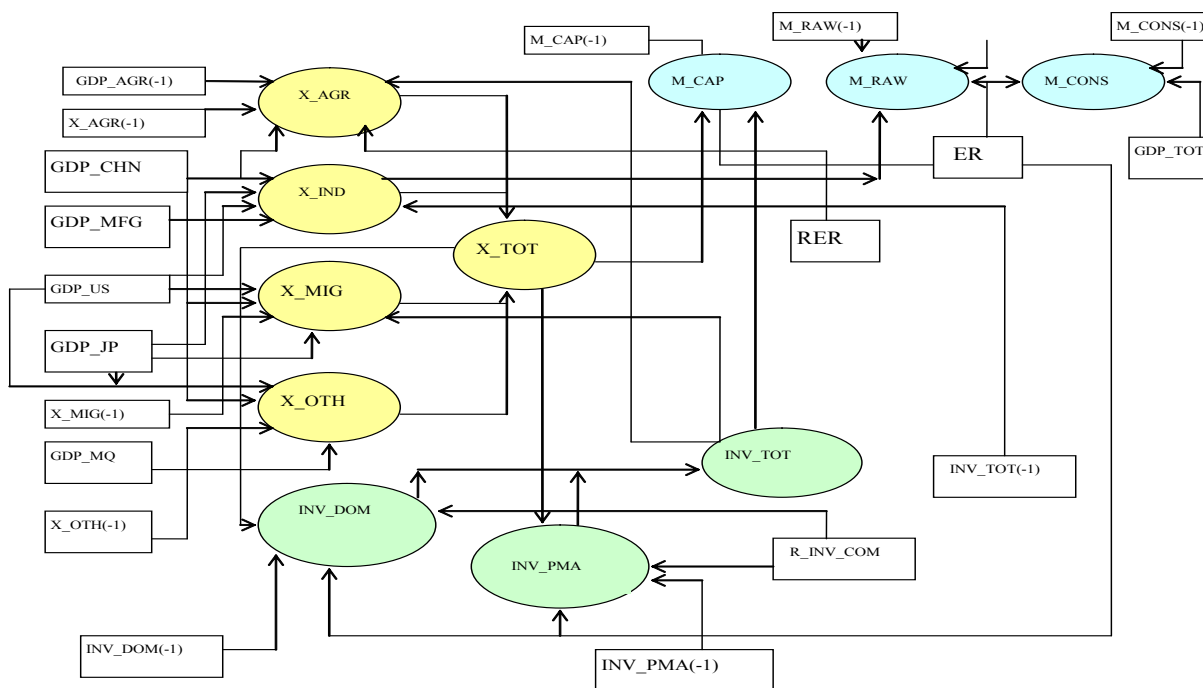 M_RAW(-1)
M_CONS(-1)
M_CAP(-1)
GDP_AGR(-1)
X_AGR
M_CAP
M_RAW
M_CONS
X_AGR(-1)
GDP_CHN
ER
GDP_TOT
X_IND
GDP_MFG
RER
X_TOT
GDP_US
X_MIG
GDP_JP
X_OTH
X_MIG(-1)
GDP_MQ
INV_TOT
INV_TOT(-1)
X_OTH(-1)
INV_DOM
R_INV_COM
INV_PMA
INV_DOM(-1)
INV_PMA(-1)